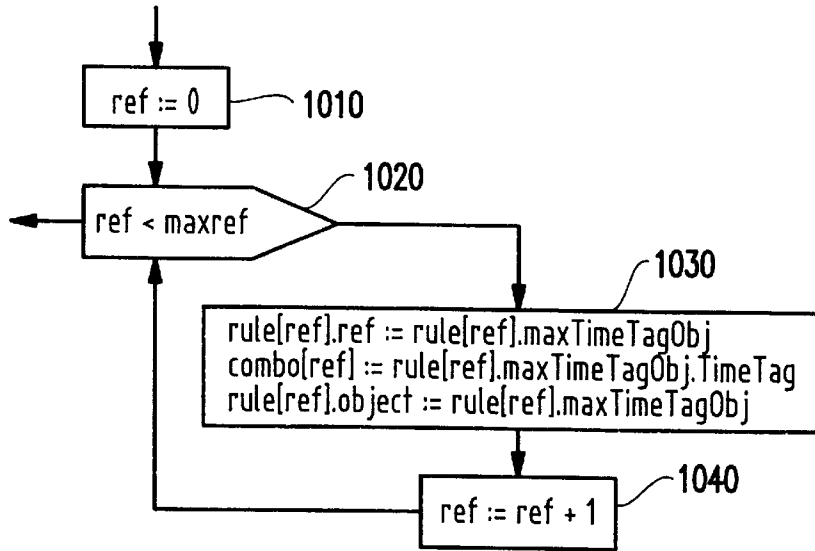 ref := 0
1010
1020
ref < maxref
1030
rule[ref].ref := rule[ref].maxTimeTagObj
combo[ref] := rule[ref].maxTimeTagObj.TimeTag
rule[ref].object := rule[ref].maxTimeTagObj
1040
ref := ref + 1